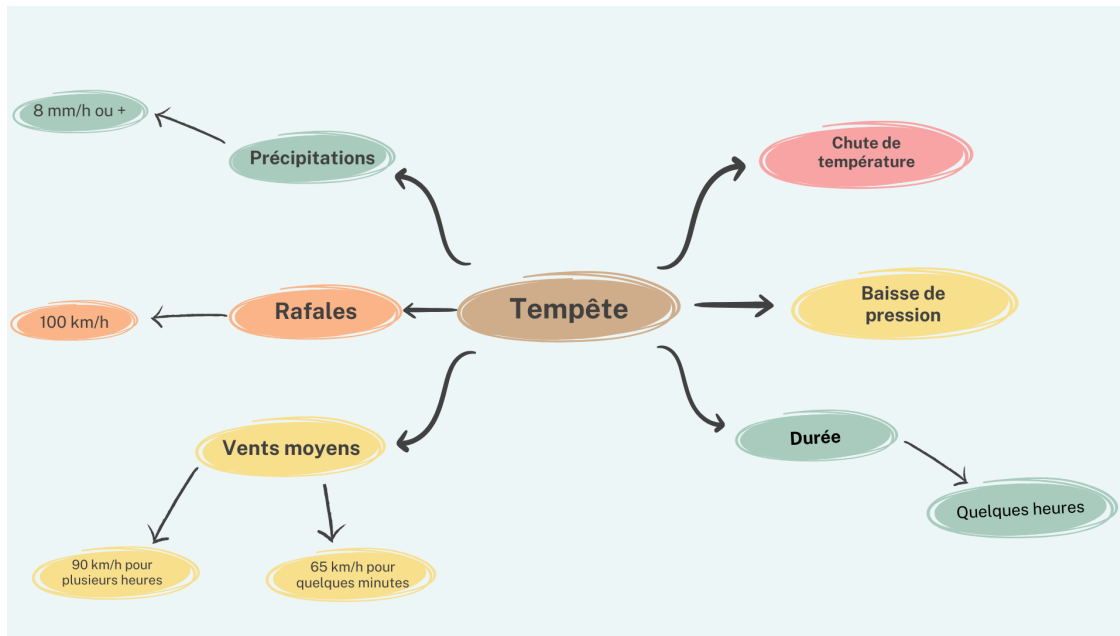 8 mm/h ou +
Précipitations
Chute de
température
100 km/h
Rafales
Tempête
Baisse de
pression
Vents moyens
Durée
Quelques heures
90 km/h pour
plusieurs heures
65 km/h pour
quelques minutes